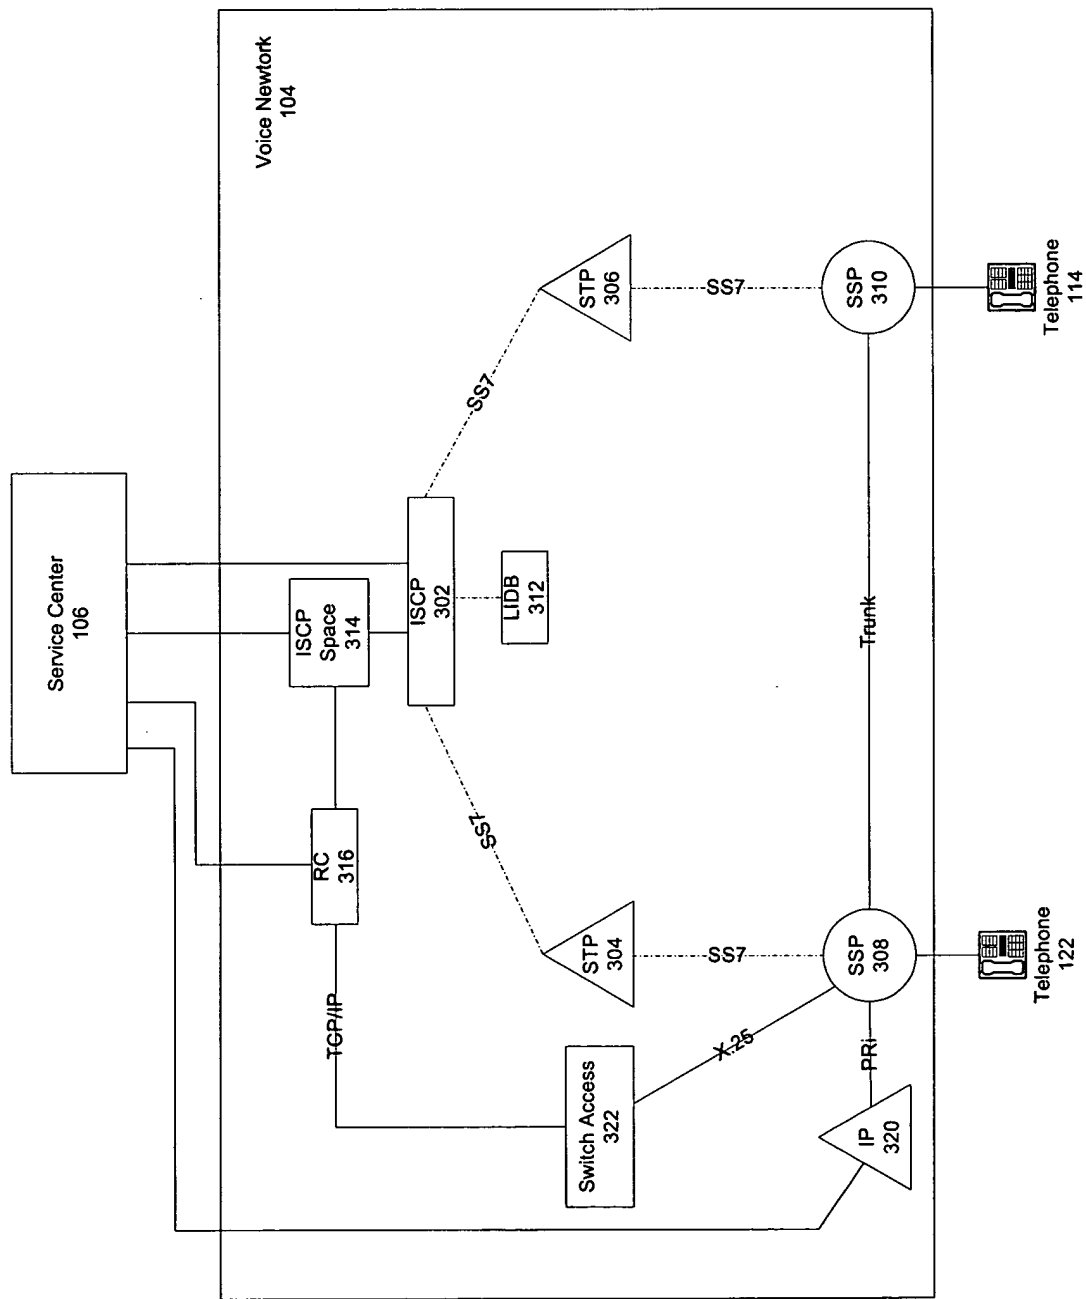 Service Center
106
Voice Newtork
104
RC
316
ISCP
Space
314
ISCP
302
LIDB
312
TCP/IP
SS7
SS7
Switch Access
322
STP
304
STP
306
X.25
SS7
SS7
IP
320
PRi
SSP
308
Trunk
SSP
310
Telephone
122
Telephone
114